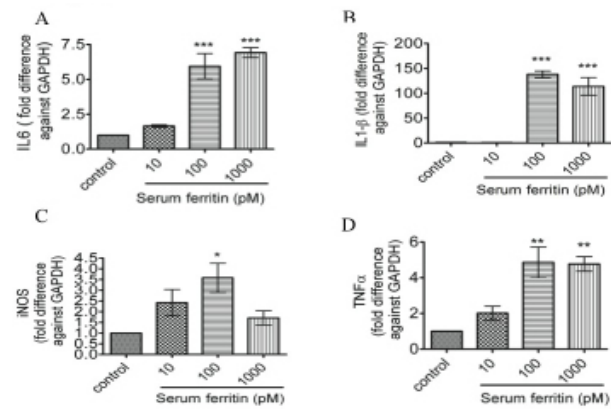 A
IL6 ( fold difference
against GAPDH)
7.5
5.0
2.5
0.0
***
***
control
10
100
1000
Serum ferritin (pM)
B
IL1-β (fold difference
against GAPDH)
200
150
100
50
0
***
***
control
10
100
1000
Serum ferritin (pM)
C
iNOS
(fold difference
against GAPDH)
4.5
4.0
3.5
3.0
2.5
2.0
1.5
1.0
0.5
0.0
*
control
10
100
1000
Serum ferritin (pM)
D
TNFα
(fold difference
against GAPDH)
6
4
2
0
**
**
control
10
100
1000
Serum ferritin (pM)